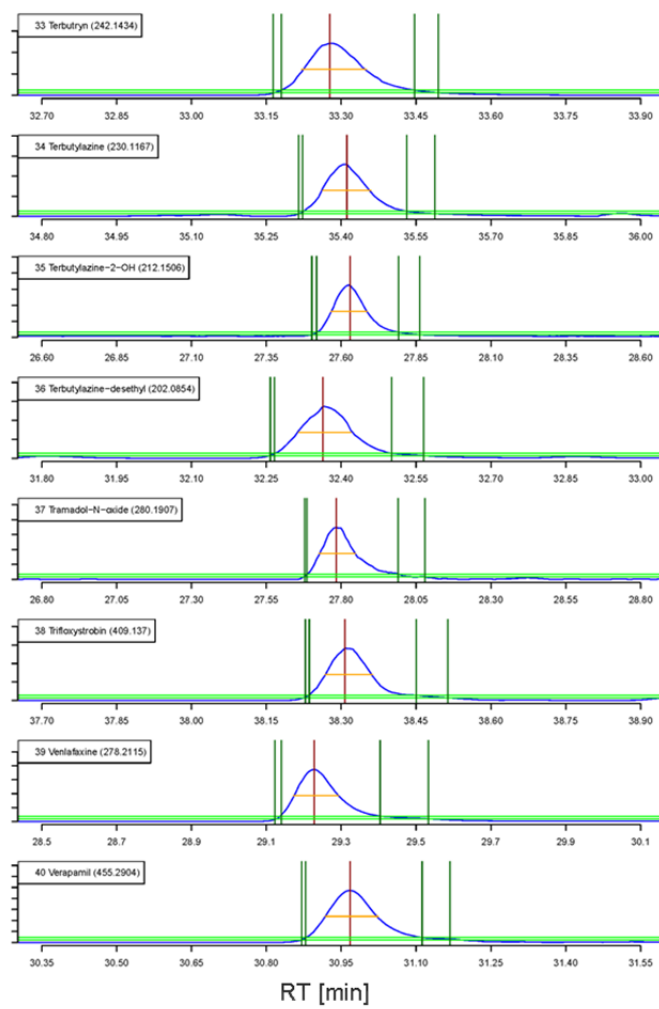 33 Terbutryn (242.1434)
32.70 32.85 33.00 33.15 33.30 33.45 33.60 33.75 33.90
34 Terbutylazine (230.1167)
34.80 34.95 35.10 35.25 35.40 35.55 35.70 35.85 36.00
35 Terbutylazine-2-OH (212.1506)
26.60 26.85 27.10 27.35 27.60 27.85 28.10 28.35 28.60
36 Terbutylazine-desethyl (202.0854)
31.80 31.95 32.10 32.25 32.40 32.55 32.70 32.85 33.00
37 Tramadol-N-oxide (280.1907)
26.80 27.05 27.30 27.55 27.80 28.05 28.30 28.55 28.80
38 Trifloxystrobin (409.137)
37.70 37.85 38.00 38.15 38.30 38.45 38.60 38.75 38.90
39 Venlafaxine (278.2115)
28.5 28.7 28.9 29.1 29.3 29.5 29.7 29.9 30.1
40 Verapamil (455.2904)
30.35 30.50 30.65 30.80 30.95 31.10 31.25 31.40 31.55
RT [min]